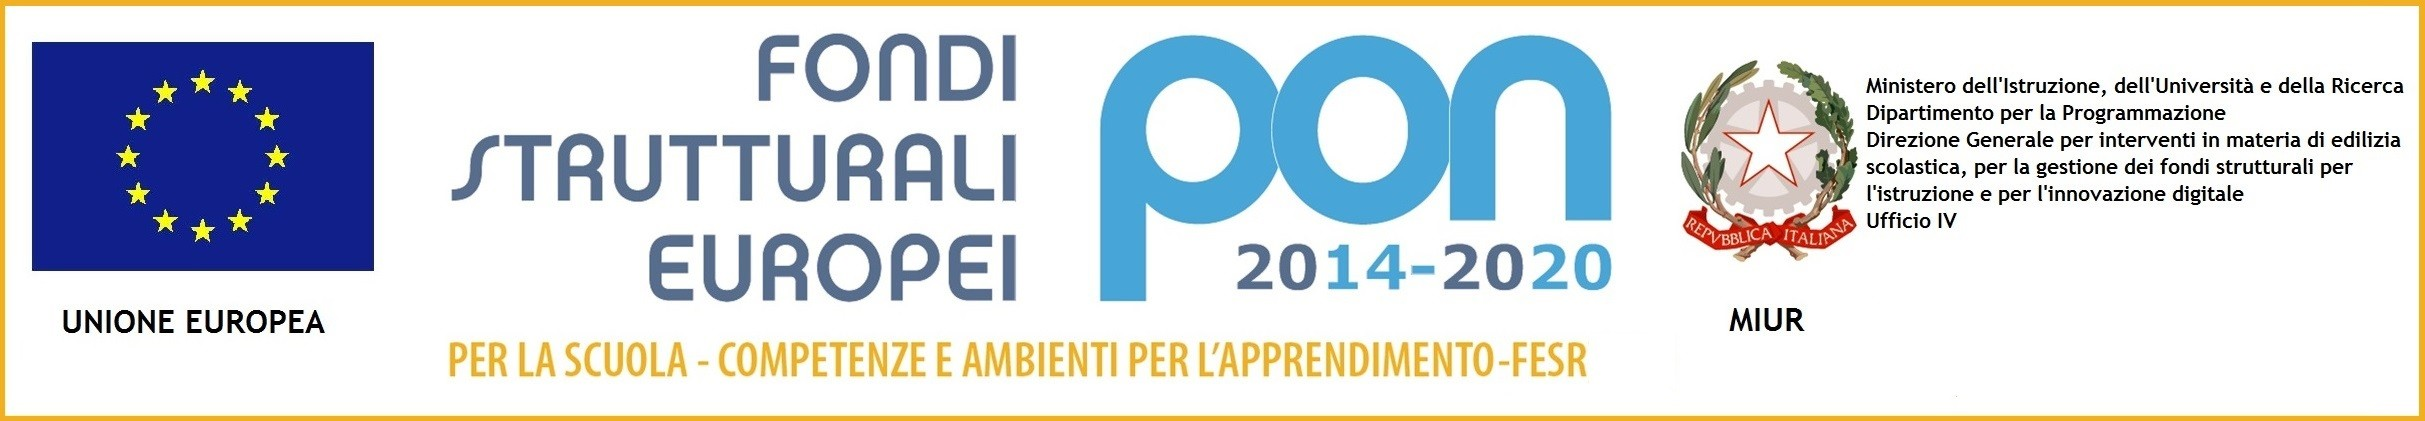 UNIONE EUROPEA
FONDI
STRUTTURALI
EUROPEI
pon
2014-2020
PER LA SCUOLA - COMPETENZE E AMBIENTI PER L'APPRENDIMENTO-FESR
REPVBBLICA ITALIANA
MIUR
Ministero dell'Istruzione, dell'Università e della Ricerca
Dipartimento per la Programmazione
Direzione Generale per interventi in materia di edilizia
scolastica, per la gestione dei fondi strutturali per
l'istruzione e per l'innovazione digitale
Ufficio IV